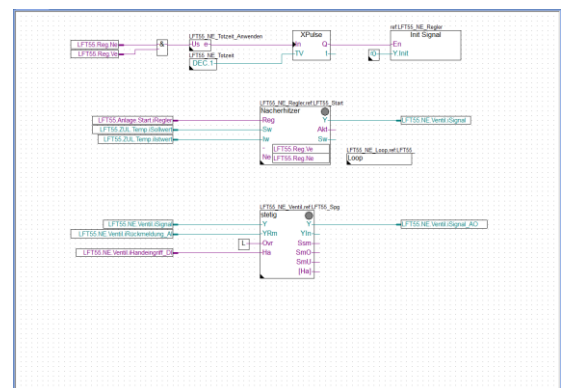 LFT55_NE_Totzeit_Anwenden
XPulse
ref:LFT55_NE_Regler
Init Signal
LFT55.Reg.Ne
LFT55.Reg.Ve
&
Us e
In Q
En
LFT55_NE_Totzeit
DEC.1
TV I
0
Y Init
LFT55_NE_Regler,ref:LFT55_Start
Nacherhitzer
LFT55.Anlage.Start.iRegler
Reg Y
LFT55.NE.Ventil.iSignal
LFT55.ZUL.Temp.iSollwert
Sw Akt
LFT55.ZUL.Temp.iIstwert
Iw Sw
- LFT55.Reg.Ve
Ne LFT55.Reg.Ne
LFT55_NE_Loop,ref:LFT55
Loop
LFT55_NE_Ventil,ref:LFT55_Spg
stetig
LFT55.NE.Ventil.iSignal
Y Y
LFT55.NE.Ventil.iSignal_AO
LFT55.NE.Ventil.iRückmeldung_AI
YRm YIn
L
Ovr Ssm
LFT55.NE.Ventil.iHandeingriff_DI
Ha SmO
SmU
[Ha]